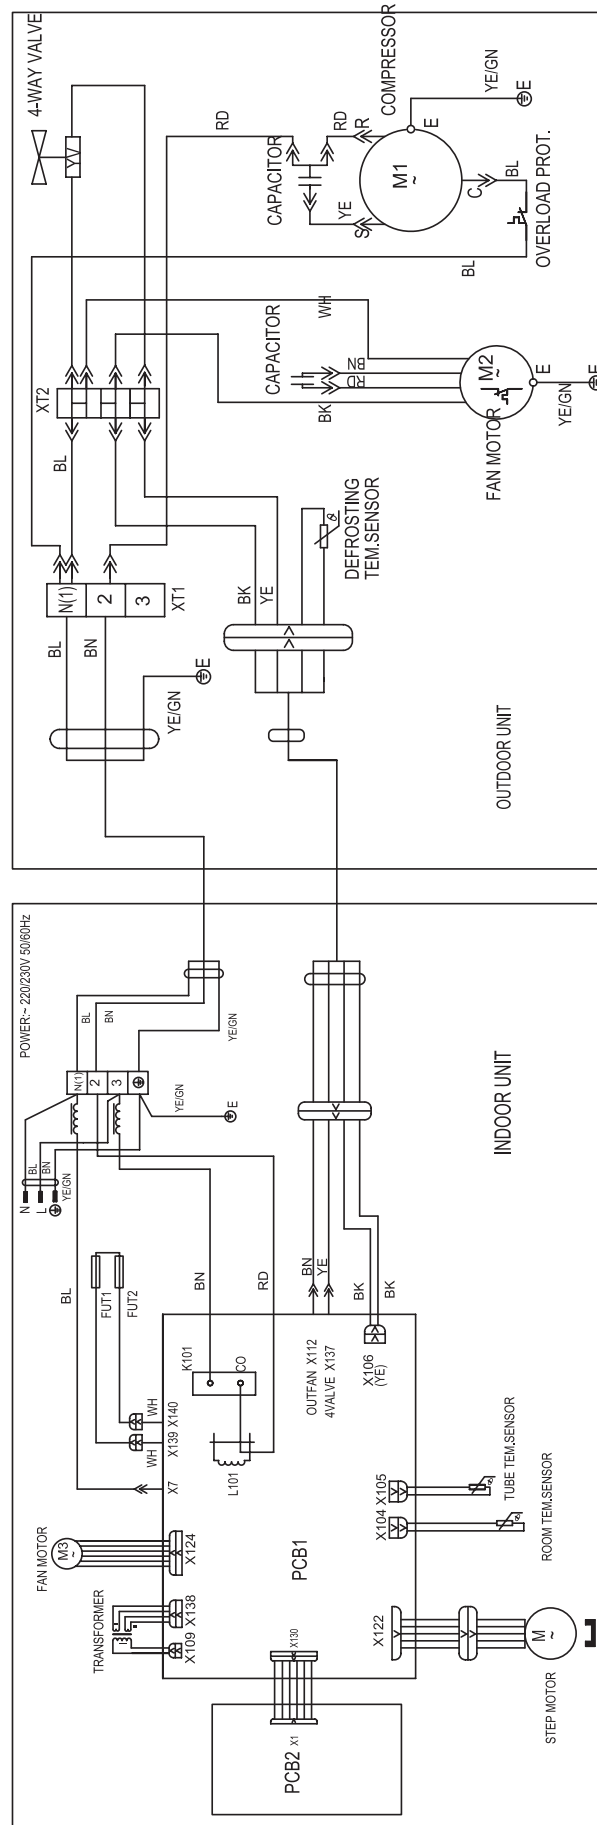 4-WAY VALVE
YV
COMPRESSOR
YE/GN
E
RD
RD
R
E
CAPACITOR
M1
~
YE
S
C
BL
OVERLOAD PROT.
BL
WH
XT2
CAPACITOR
BN
RD
BK
M2
~
E
YE/GN
E
FAN MOTOR
BL
DEFROSTING
TEM.SENSOR
N(1)
2
3
XT1
BK
YE
BL
BN
YE/GN
E
OUTDOOR UNIT
POWER:~ 220/230V 50/60Hz
BL
BN
YE/GN
N(1)
2
3
YE/GN
E
BL
BN
YE/GN
N
L
INDOOR UNIT
BL
FUT1
FUT2
BN
RD
BN
YE
BK
BK
K101
CO
L101
OUTFAN X112
4VALVE X137
X106
(YE)
WH
WH
X140
X139
X7
FAN MOTOR
M3
~
X124
TRANSFORMER
X138
X109
PCB1
X105
X104
TUBE TEM.SENSOR
ROOM TEM.SENSOR
X122
X130
M
~
STEP MOTOR
PCB2 X1